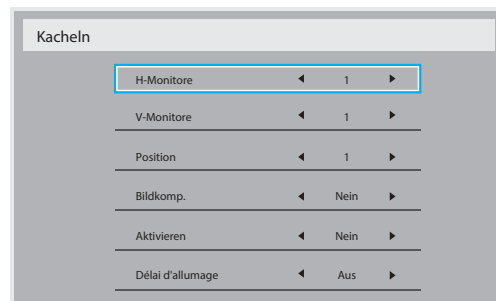 Kacheln
H-Monitore 1
V-Monitore 1
Position 1
Bildkomp. Nein
Aktivieren Nein
Délai d'allumage Aus